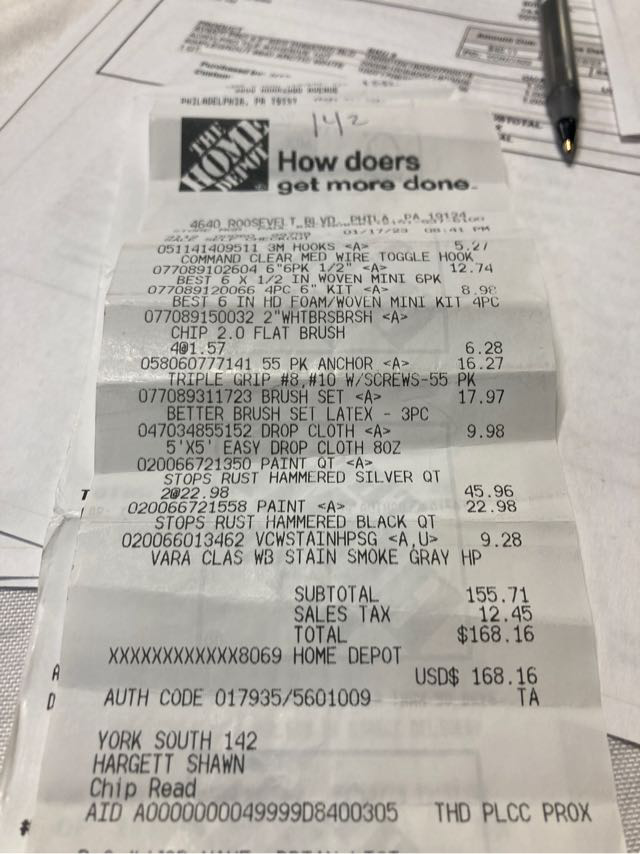 PRODUCT
Amount Due
PHILADELPHIA, PA
142
THE
HOME
DEPOT
How doers
get more done.
4640 ROOSEVELT BLVD PHILA, PA 19124
01/17/23 08:41 PM
SALE SELF CHECKOUT
051141409511 3M HOOKS <A> 5.27
COMMAND CLEAR MED WIRE TOGGLE HOOK
077089102604 6"6PK 1/2" <A> 12.74
BEST 6 X 1/2 IN WOVEN MINI 6PK
077089120066 4PC 6" KIT <A> 8.98
BEST 6 IN HD FOAM/WOVEN MINI KIT 4PC
077089150032 2"WHTBRSBRSH <A>
CHIP 2.0 FLAT BRUSH
4@1.57 6.28
058060777141 55 PK ANCHOR <A> 16.27
TRIPLE GRIP #8,#10 W/SCREWS-55 PK
077089311723 BRUSH SET <A> 17.97
BETTER BRUSH SET LATEX - 3PC
047034855152 DROP CLOTH <A> 9.98
5'X5' EASY DROP CLOTH 8OZ
020066721350 PAINT QT <A>
STOPS RUST HAMMERED SILVER QT
2@22.98 45.96
020066721558 PAINT <A> 22.98
STOPS RUST HAMMERED BLACK QT
020066013462 VCWSTAINHPSG <A,U> 9.28
VARA CLAS WB STAIN SMOKE GRAY HP
SUBTOTAL 155.71
SALES TAX 12.45
TOTAL $168.16
XXXXXXXXXXXX8069 HOME DEPOT
USD$ 168.16
AUTH CODE 017935/5601009 TA
YORK SOUTH 142
HARGETT SHAWN
Chip Read
AID A0000000049999D8400305 THD PLCC PROX